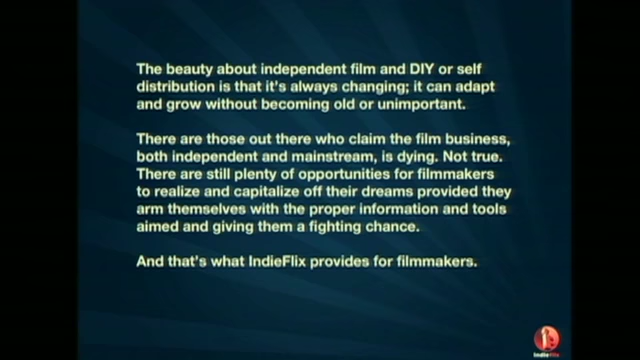 The beauty about independent film and DIY or self
distribution is that it's always changing; it can adapt
and grow without becoming old or unimportant.
There are those out there who claim the film business,
both independent and mainstream, is dying. Not true.
There are still plenty of opportunities for filmmakers
to realize and capitalize off their dreams provided they
arm themselves with the proper information and tools
aimed and giving them a fighting chance.
And that's what IndieFlix provides for filmmakers.
indieflix